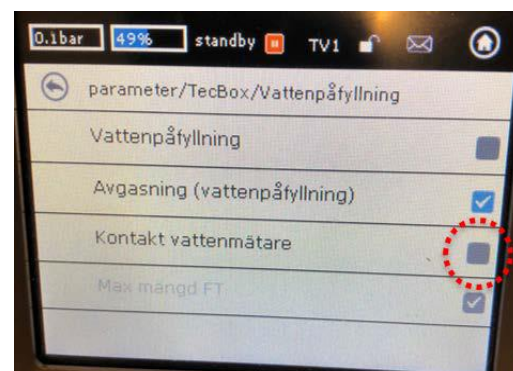 0.1bar 49% standby TV1
parameter/TecBox/Vattenpåfyllning
Vattenpåfyllning
Avgasning (vattenpåfyllning)
Kontakt vattenmätare
Max mängd FT